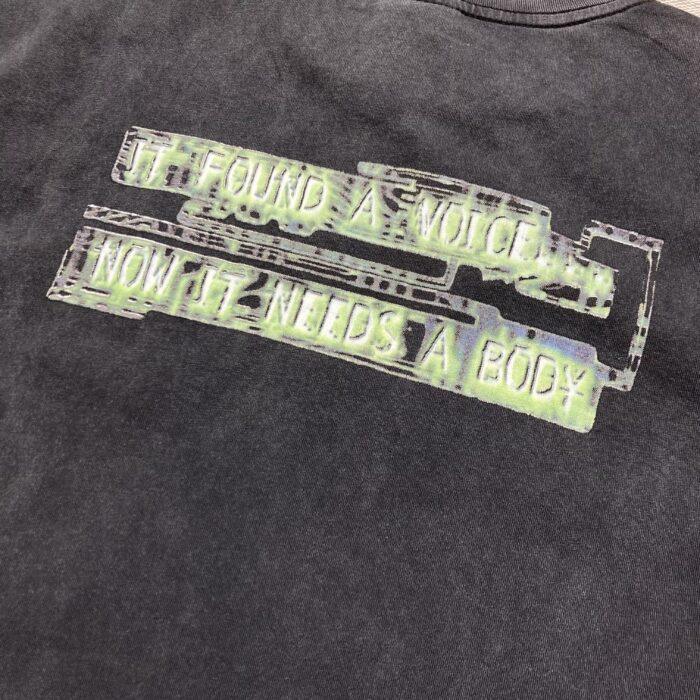 IT FOUND A VOICE....
NOW IT NEEDS A BODY